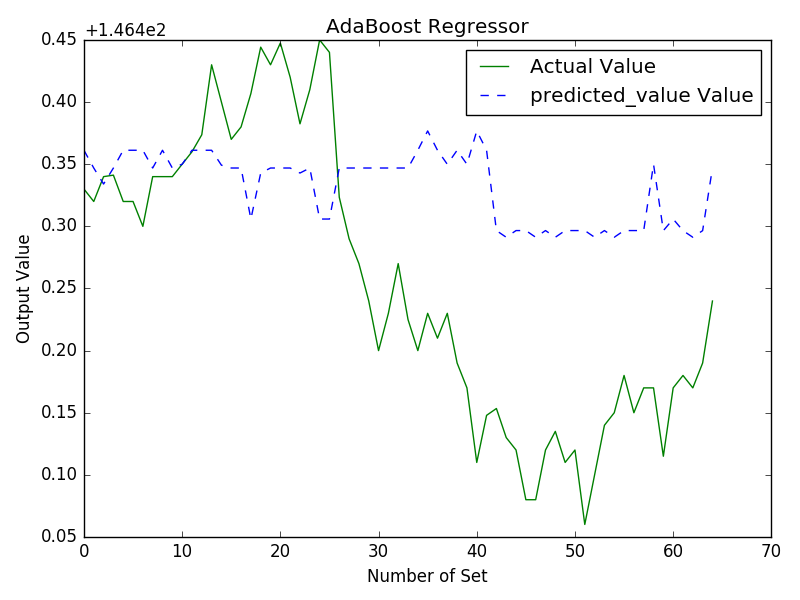 AdaBoost Regressor
+1.464e2
0.45
0.40
0.35
0.30
0.25
0.20
0.15
0.10
0.05
Output Value
Actual Value
predicted_value Value
0 10 20 30 40 50 60 70
Number of Set